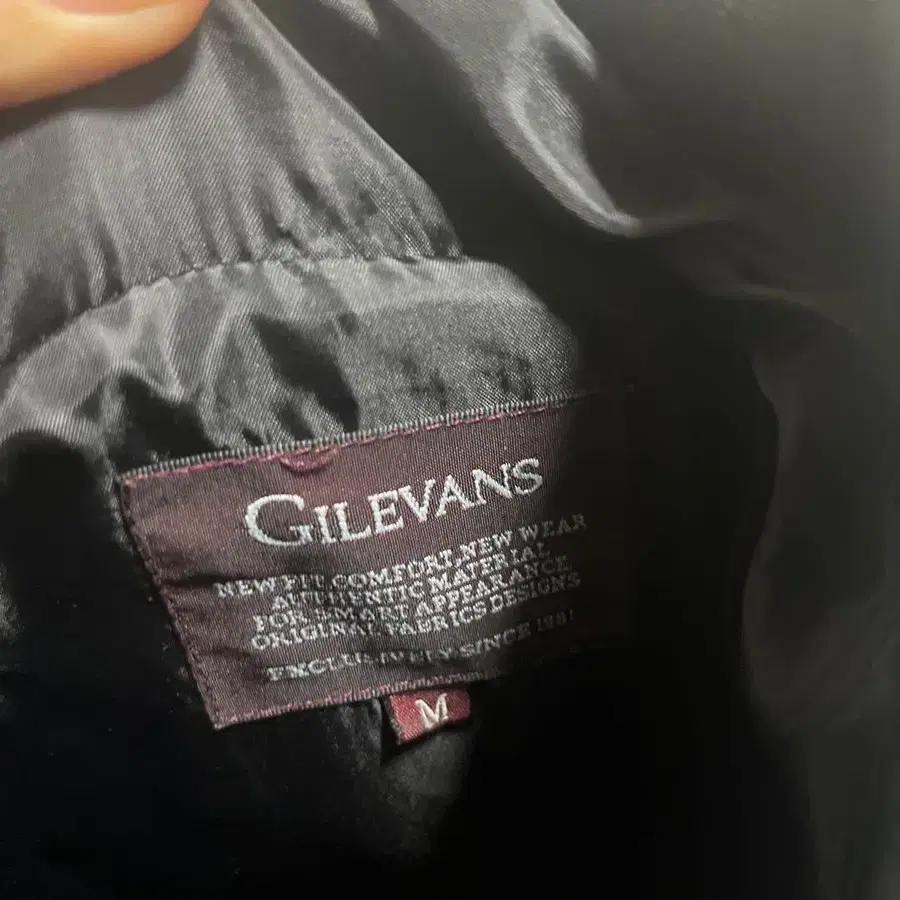 GILEVANS
NEW FIT, COMFORT, NEW WEAR
AUTHENTIC MATERIAL
FOR SMART APPEARANCE,
ORIGINAL FABRICS DESIGNS
EXCLUSIVELY SINCE 1981
M